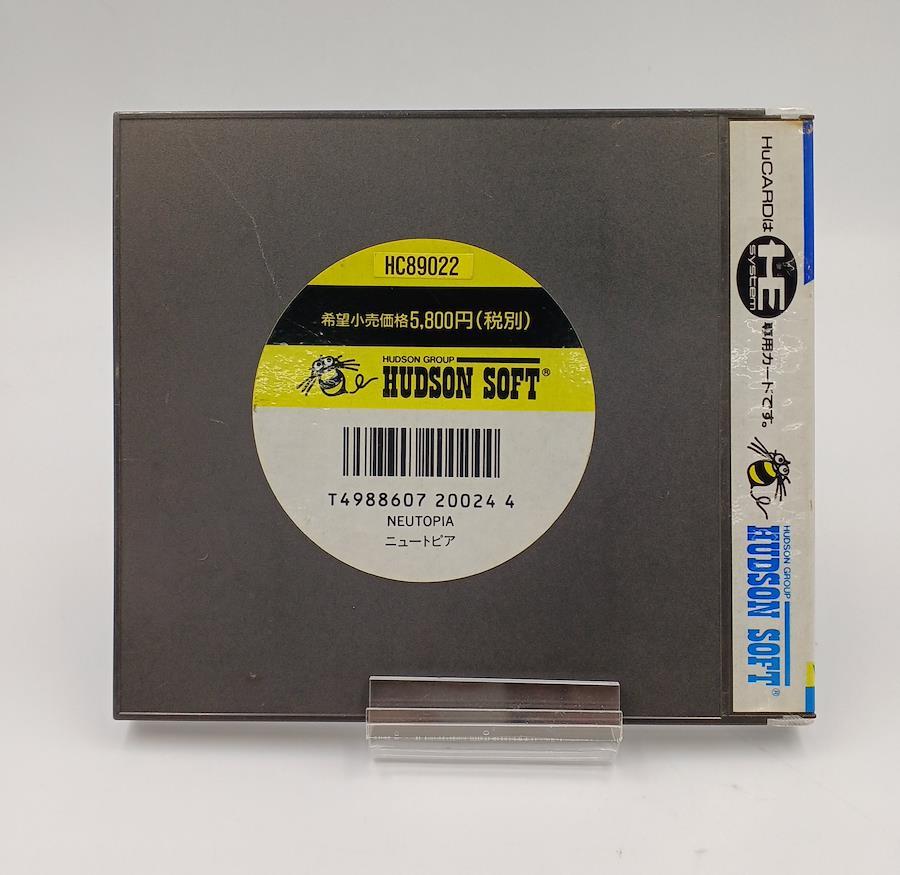 HC89022
希望小売価格5,800円(税別)
HUDSON GROUP
HUDSON SOFT®
T4988607 20024 4
NEUTOPIA
ニュートピア
HuCARDは HE system 専用カードです。
HUDSON GROUP
HUDSON SOFT®